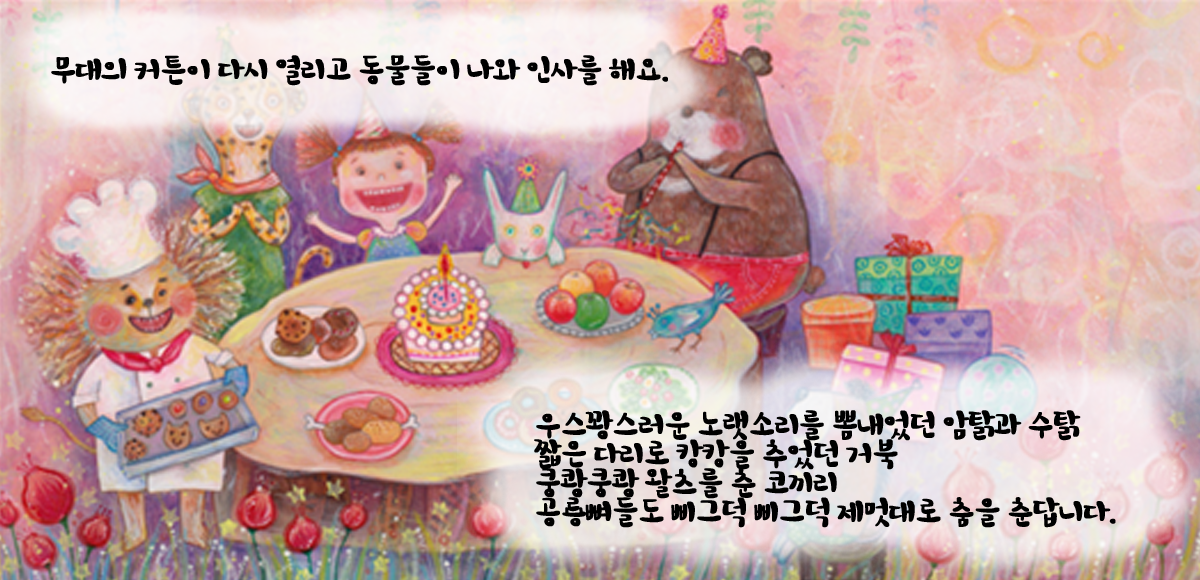 무대의 커튼이 다시 열리고 동물들이 나와 인사를 해요.
우스꽝스러운 노랫소리를 뽐내었던 암탉과 수탉
짧은 다리로 캉캉을 추었던 거북
쿵쾅쿵쾅 왈츠를 춘 코끼리
공룡뼈들도 삐그덕 삐그덕 제멋대로 춤을 춘답니다.